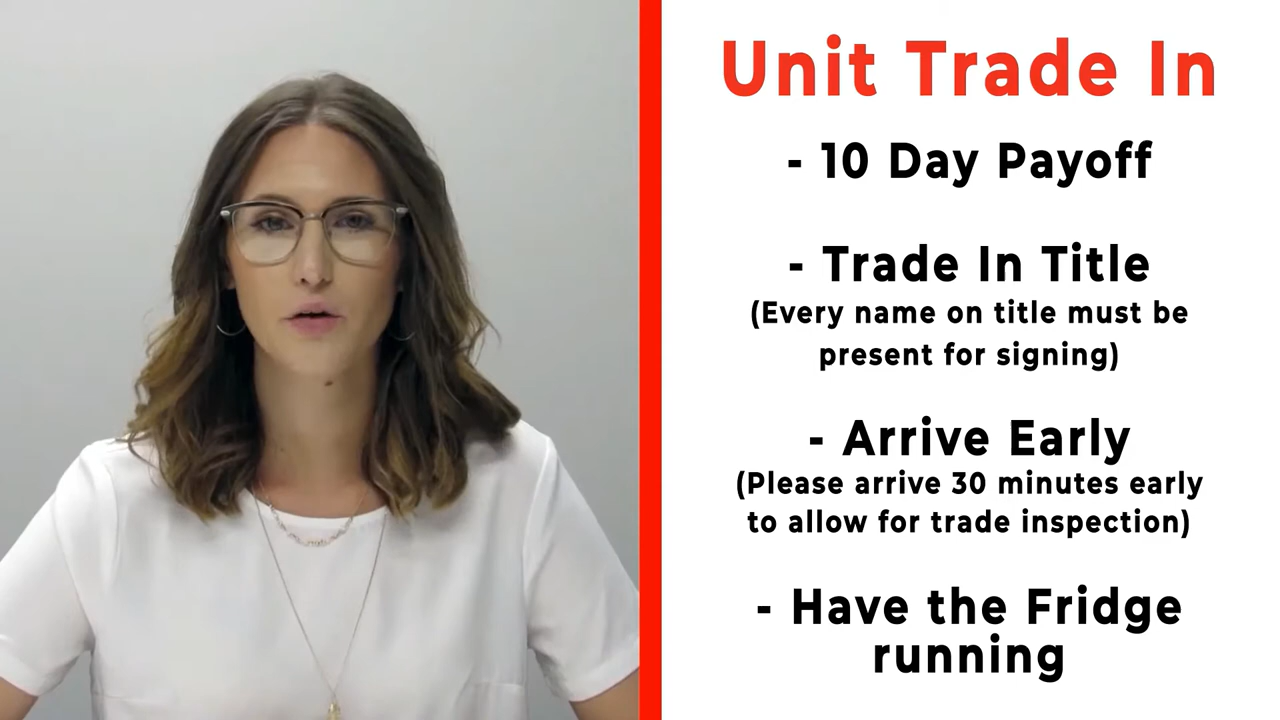 Unit Trade In
- 10 Day Payoff
- Trade In Title
(Every name on title must be
present for signing)
- Arrive Early
(Please arrive 30 minutes early
to allow for trade inspection)
- Have the Fridge
running